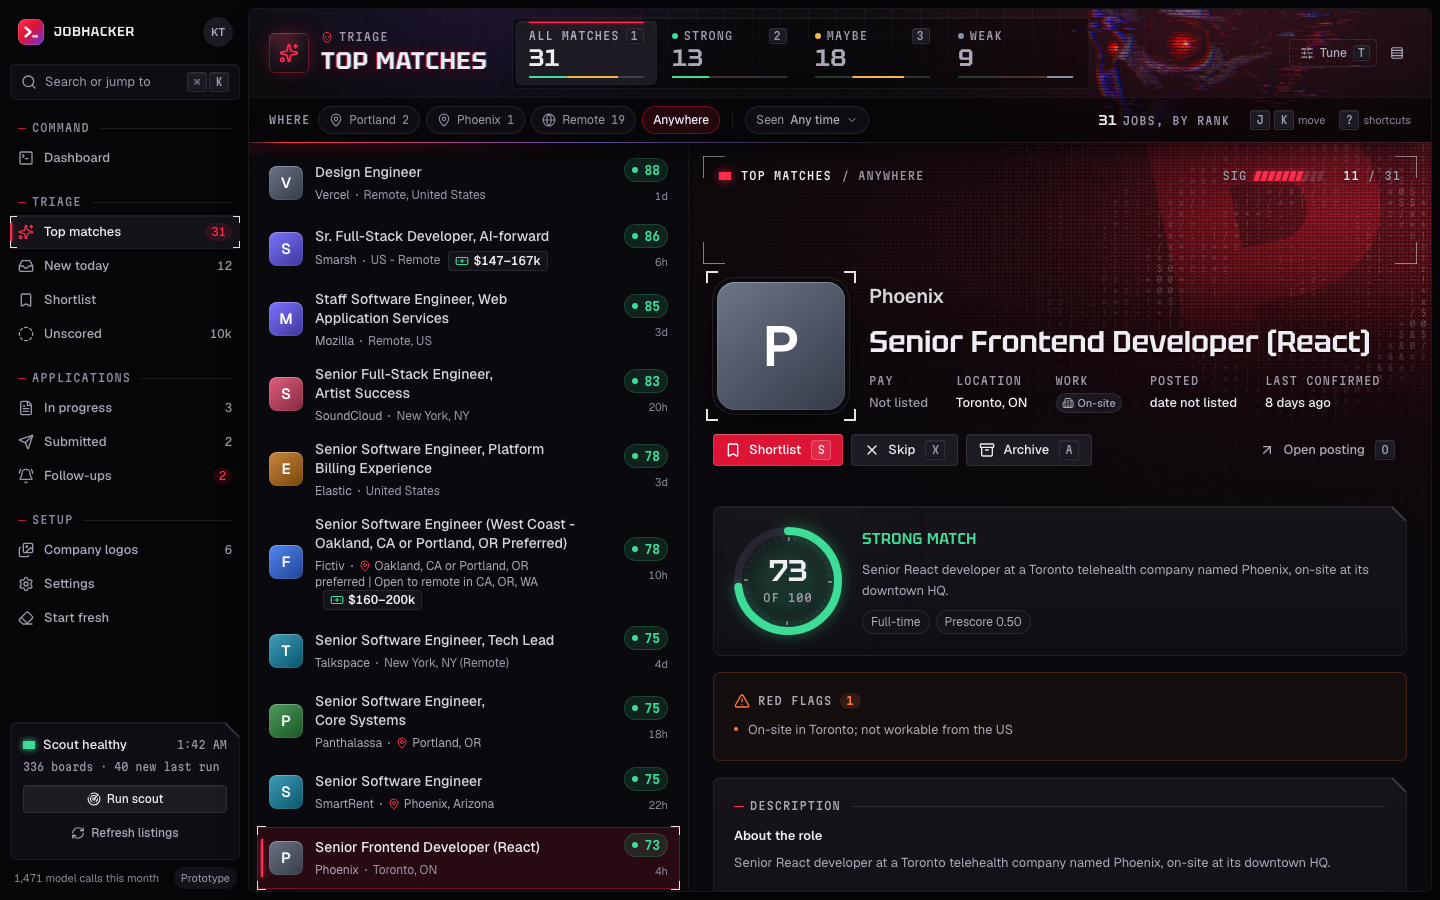 JOBHACKER
KT
Search or jump to
⌘ K
COMMAND
Dashboard
TRIAGE
Top matches 31
New today 12
Shortlist
Unscored 10k
APPLICATIONS
In progress 3
Submitted 2
Follow-ups 2
SETUP
Company logos 6
Settings
Start fresh
Scout healthy 1:42 AM
336 boards · 40 new last run
Run scout
Refresh listings
1,471 model calls this month Prototype
TRIAGE
TOP MATCHES
ALL MATCHES 1
31
STRONG 2
13
MAYBE 3
18
WEAK
9
Tune T
WHERE Portland 2 Phoenix 1 Remote 19 Anywhere Seen Any time
31 JOBS, BY RANK J K move ? shortcuts
V
Design Engineer
88
Vercel · Remote, United States
1d
S
Sr. Full-Stack Developer, AI-forward
86
Smarsh · US - Remote $147–167k
6h
M
Staff Software Engineer, Web
Application Services
85
Mozilla · Remote, US
3d
S
Senior Full-Stack Engineer,
Artist Success
83
SoundCloud · New York, NY
20h
E
Senior Software Engineer, Platform
Billing Experience
78
Elastic · United States
3d
F
Senior Software Engineer (West Coast -
Oakland, CA or Portland, OR Preferred)
78
Fictiv · Oakland, CA or Portland, OR
preferred | Open to remote in CA, OR, WA
10h
$160–200k
T
Senior Software Engineer, Tech Lead
75
Talkspace · New York, NY (Remote)
4d
P
Senior Software Engineer,
Core Systems
75
Panthalassa · Portland, OR
18h
S
Senior Software Engineer
75
SmartRent · Phoenix, Arizona
22h
P
Senior Frontend Developer (React)
73
Phoenix · Toronto, ON
4h
TOP MATCHES / ANYWHERE
SIG 11 / 31
P
Phoenix
Senior Frontend Developer (React)
PAY LOCATION WORK POSTED LAST CONFIRMED
Not listed Toronto, ON On-site date not listed 8 days ago
Shortlist S Skip X Archive A Open posting O
73
OF 100
STRONG MATCH
Senior React developer at a Toronto telehealth company named Phoenix, on-site at its
downtown HQ.
Full-time Prescore 0.50
RED FLAGS 1
• On-site in Toronto; not workable from the US
DESCRIPTION
About the role
Senior React developer at a Toronto telehealth company named Phoenix, on-site at its downtown HQ.